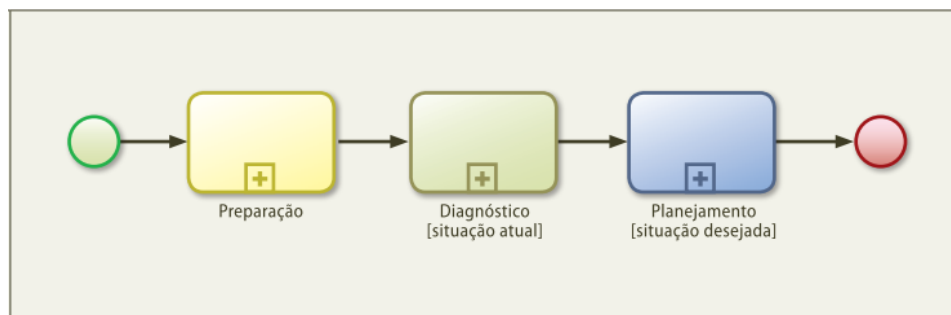 Preparação
Diagnóstico
[situação atual]
Planejamento
[situação desejada]